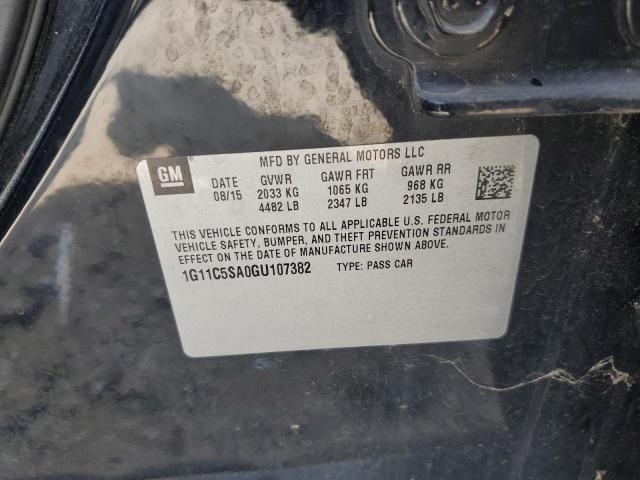 GM
MFD BY GENERAL MOTORS LLC
DATE GVWR GAWR FRT GAWR RR
08/15 2033 KG 1065 KG 968 KG
4482 LB 2347 LB 2135 LB
THIS VEHICLE CONFORMS TO ALL APPLICABLE U.S. FEDERAL MOTOR
VEHICLE SAFETY, BUMPER, AND THEFT PREVENTION STANDARDS IN
EFFECT ON THE DATE OF MANUFACTURE SHOWN ABOVE.
1G11C5SA0GU107382 TYPE: PASS CAR